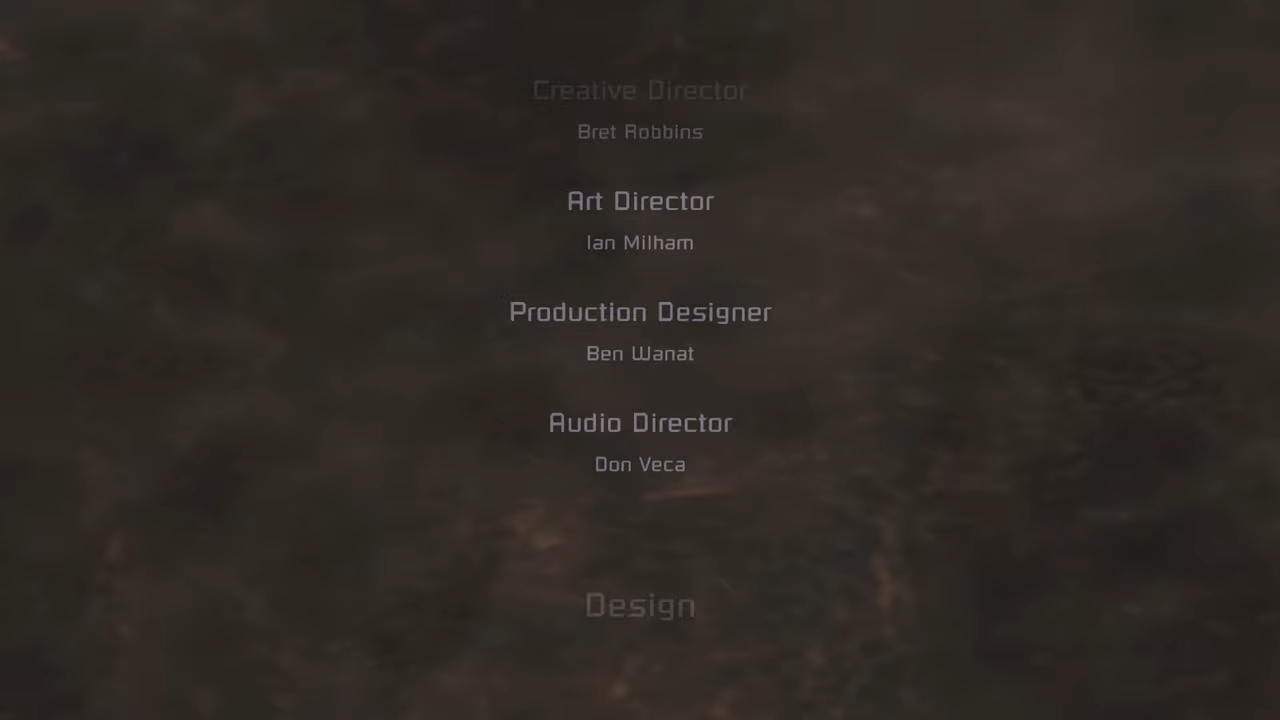 Creative Director
Bret Robbins
Art Director
Ian Milham
Production Designer
Ben Wanat
Audio Director
Don Veca
Design